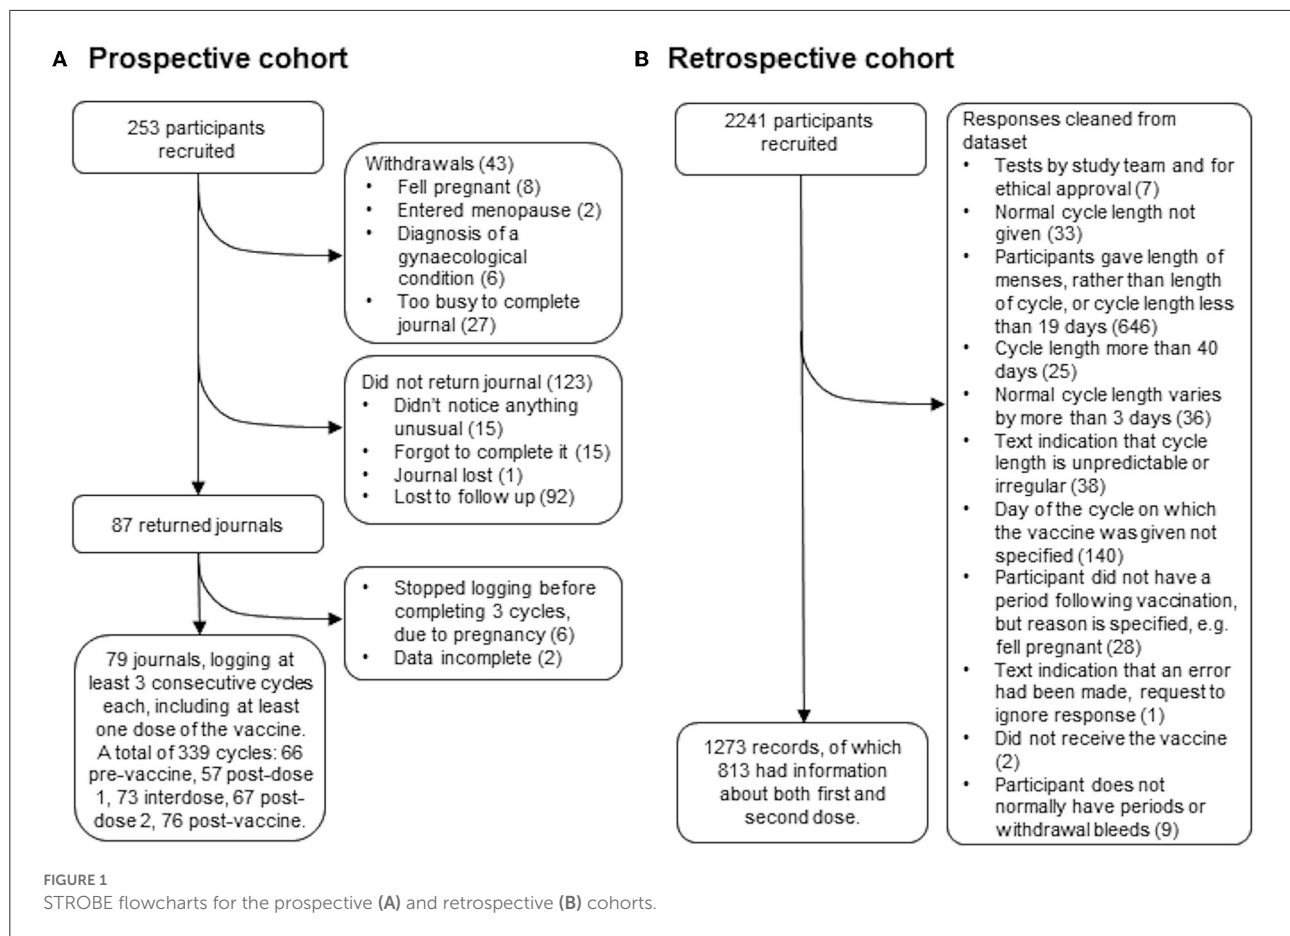 A Prospective cohort
253 participants
recruited
Withdrawals (43)
• Fell pregnant (8)
• Entered menopause (2)
• Diagnosis of a
gynaecological
condition (6)
• Too busy to complete
journal (27)
Did not return journal (123)
• Didn't notice anything
unusual (15)
• Forgot to complete it (15)
• Journal lost (1)
• Lost to follow up (92)
87 returned journals
• Stopped logging before
completing 3 cycles,
due to pregnancy (6)
• Data incomplete (2)
79 journals, logging at
least 3 consecutive cycles
each, including at least
one dose of the vaccine.
A total of 339 cycles: 66
pre-vaccine, 57 post-dose
1, 73 interdose, 67 post-
dose 2, 76 post-vaccine.
B Retrospective cohort
2241 participants
recruited
Responses cleaned from
dataset
• Tests by study team and for
ethical approval (7)
• Normal cycle length not
given (33)
• Participants gave length of
menses, rather than length
of cycle, or cycle length less
than 19 days (646)
• Cycle length more than 40
days (25)
• Normal cycle length varies
by more than 3 days (36)
• Text indication that cycle
length is unpredictable or
irregular (38)
• Day of the cycle on which
the vaccine was given not
specified (140)
• Participant did not have a
period following vaccination,
but reason is specified, e.g.
fell pregnant (28)
• Text indication that an error
had been made, request to
ignore response (1)
• Did not receive the vaccine
(2)
• Participant does not
normally have periods or
withdrawal bleeds (9)
1273 records, of which
813 had information
about both first and
second dose.
FIGURE 1
STROBE flowcharts for the prospective (A) and retrospective (B) cohorts.